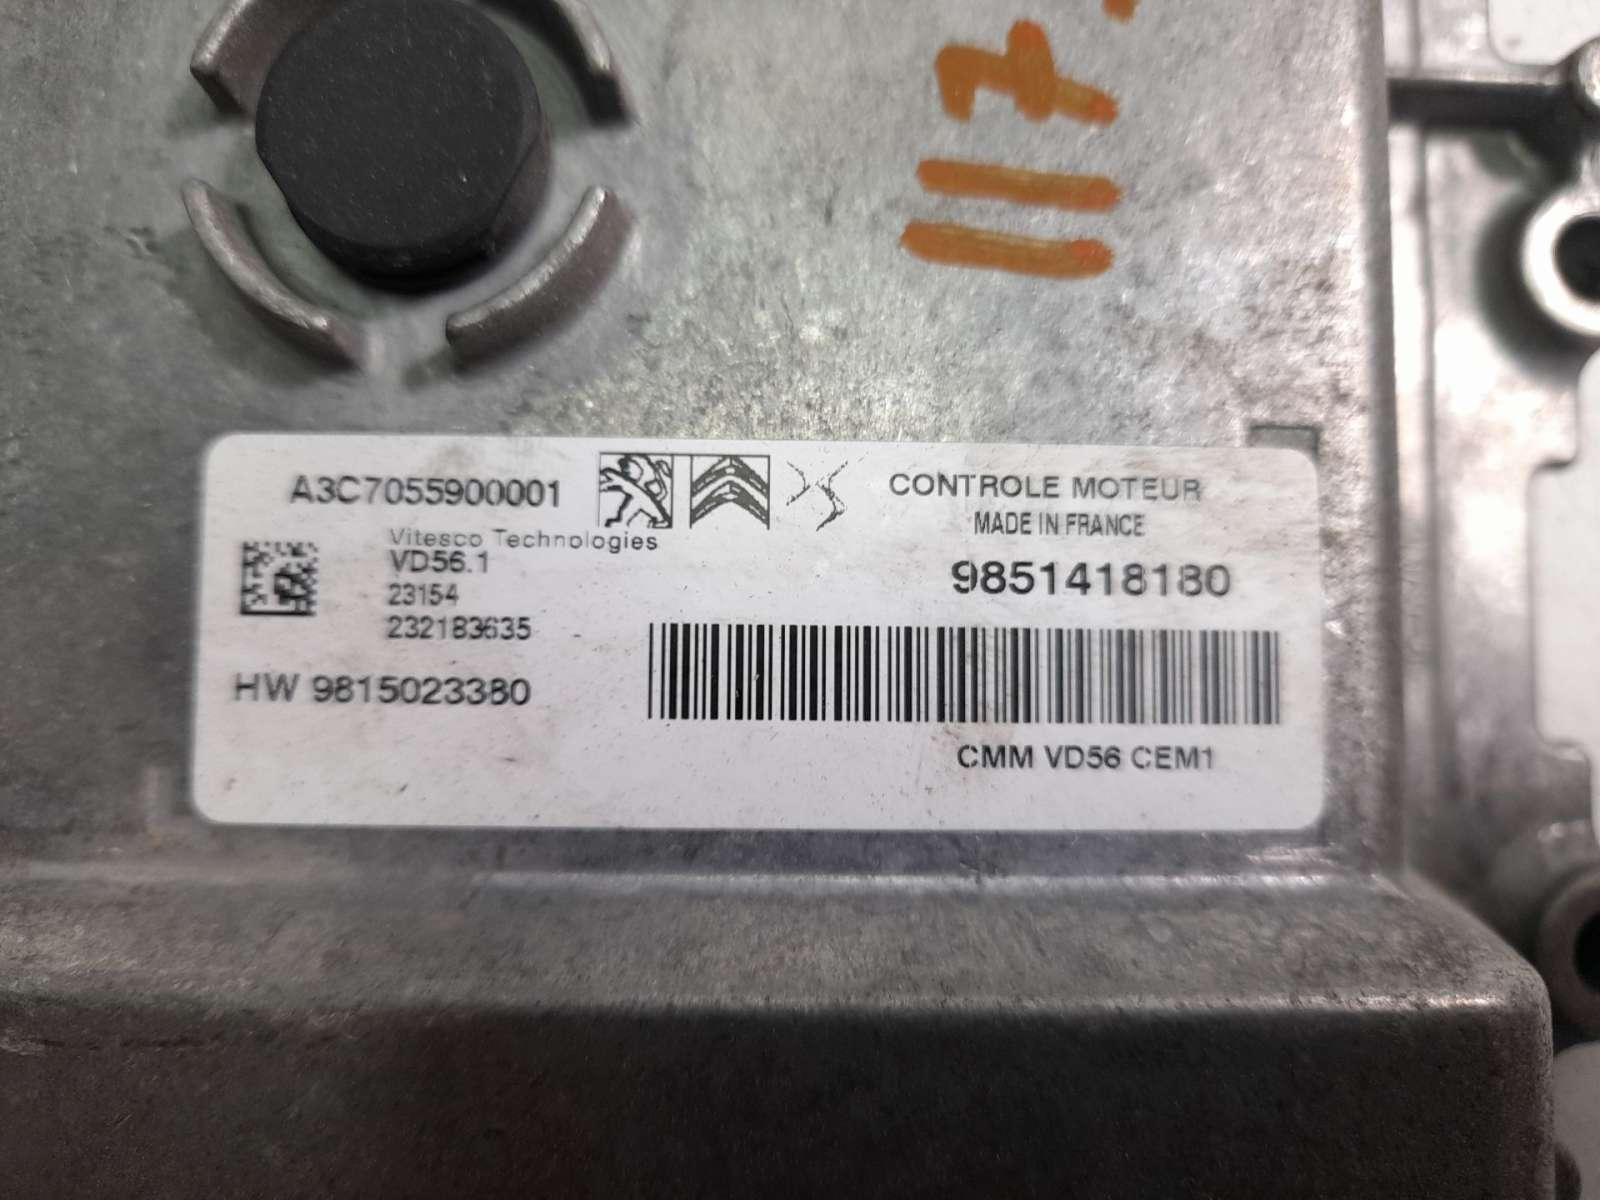 A3C7055900001
Vitesco Technologies
VD56.1
23154
232183635
HW 9815023380
CONTROLE MOTEUR
MADE IN FRANCE
9851418180
CMM VD56 CEM1